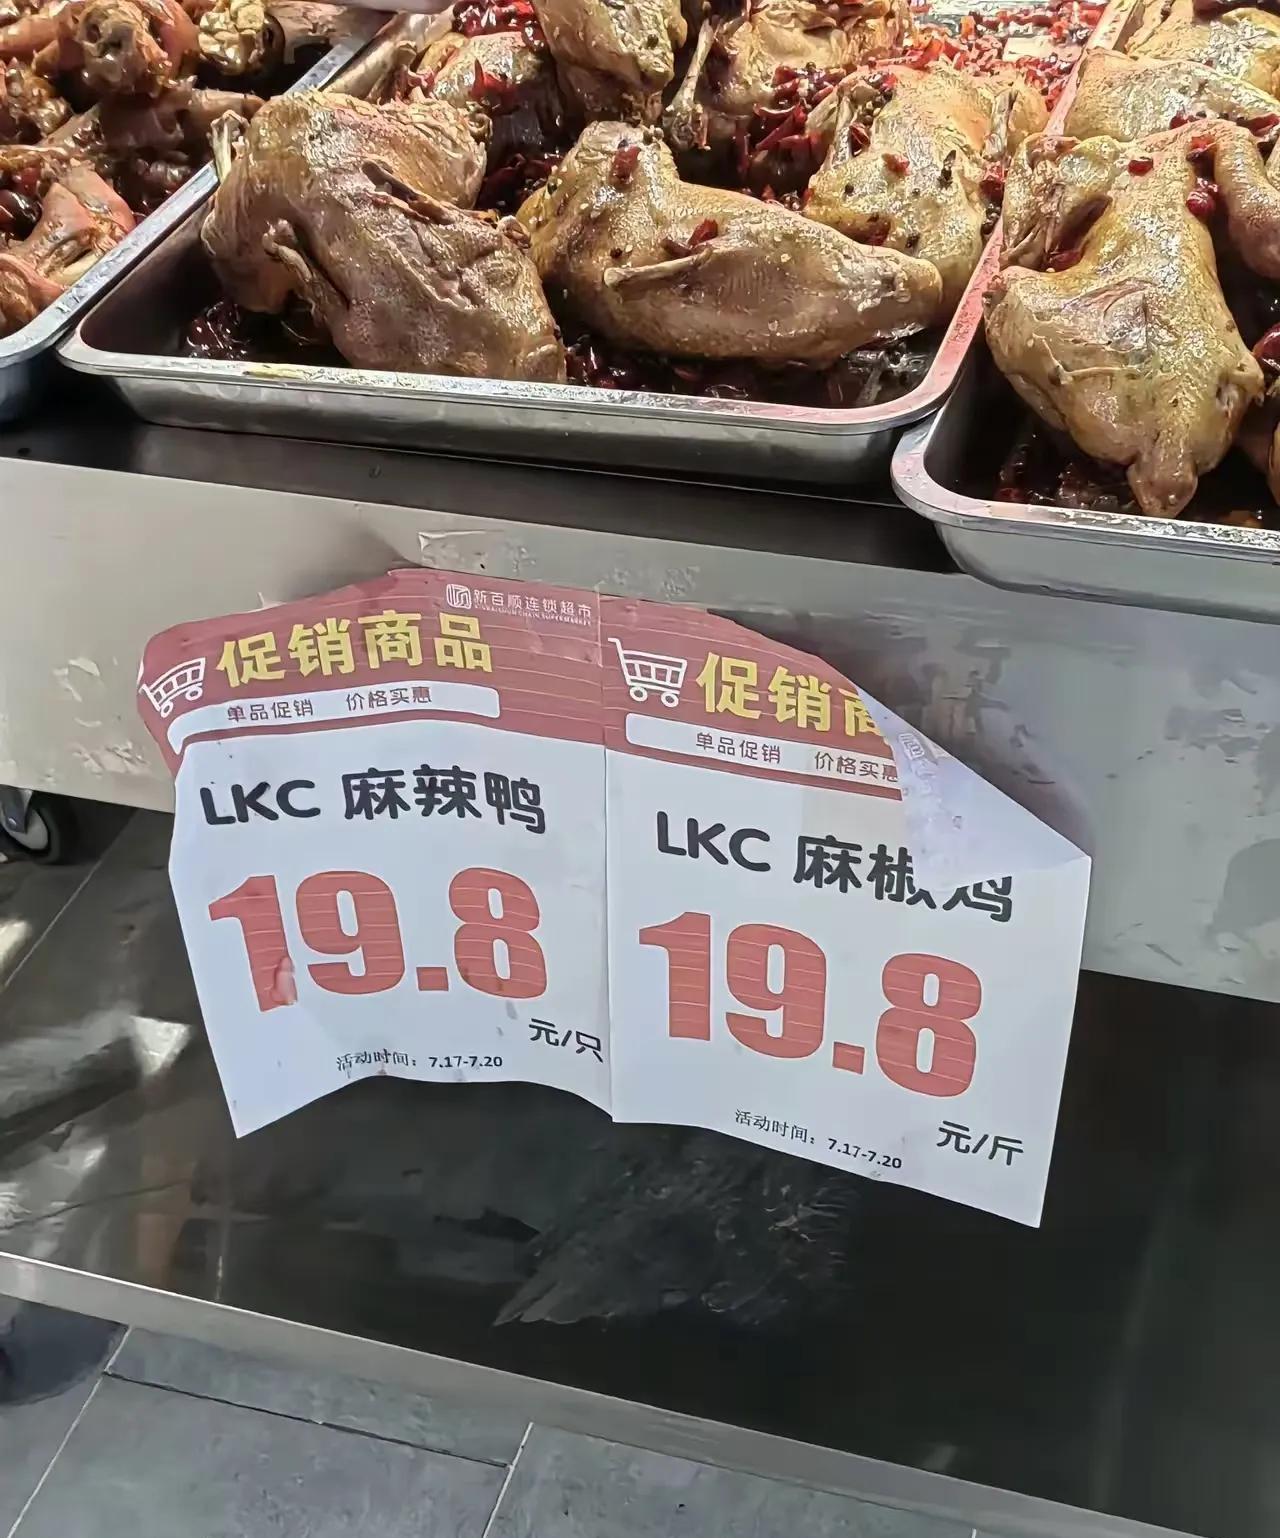 新百顺连锁超市
XINBAISHUN CHAIN SUPERMARKET
促销商品
单品促销 价格实惠
LKC 麻辣鸭
19.8
元/只
活动时间：7.17-7.20
促销商
单品促销 价格实惠
LKC 麻椒鸡
19.8
元/斤
活动时间：7.17-7.20